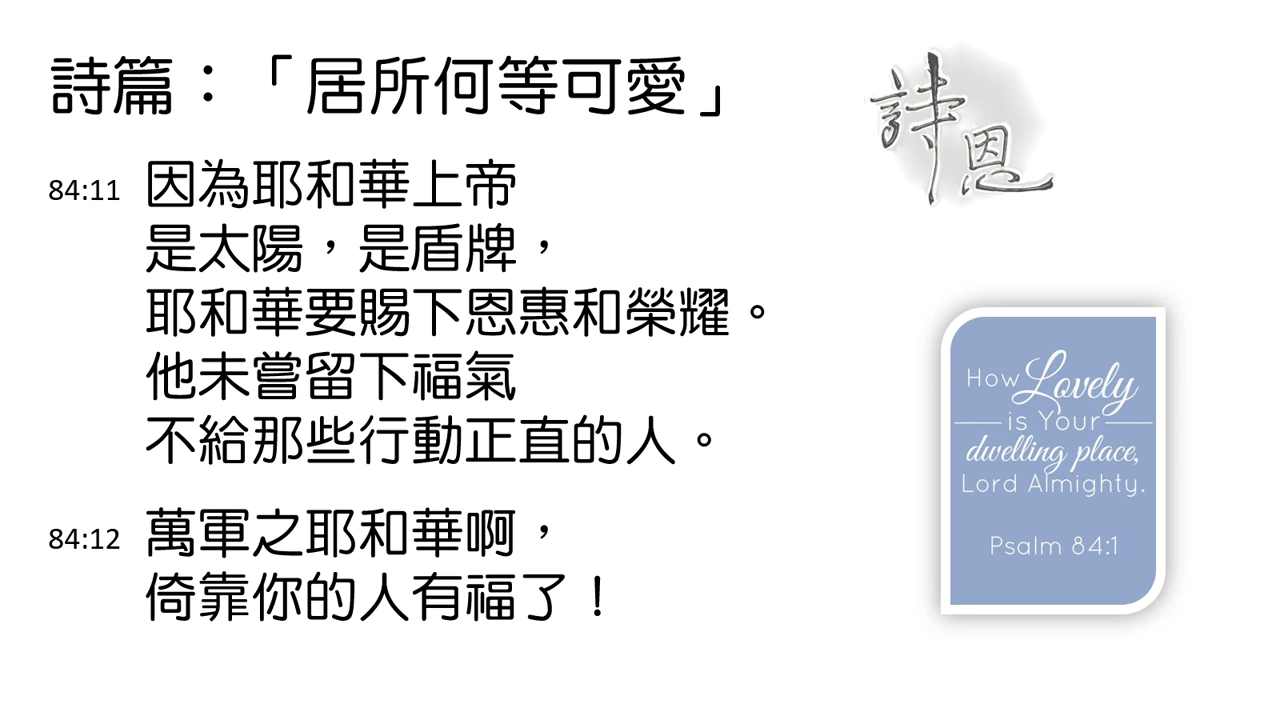 詩篇：「居所何等可愛」
詩恩
84:11 因為耶和華上帝
是太陽，是盾牌，
耶和華要賜下恩惠和榮耀。
他未嘗留下福氣
不給那些行動正直的人。
84:12 萬軍之耶和華啊，
倚靠你的人有福了！
How Lovely
is Your
dwelling place,
Lord Almighty.
Psalm 84:1